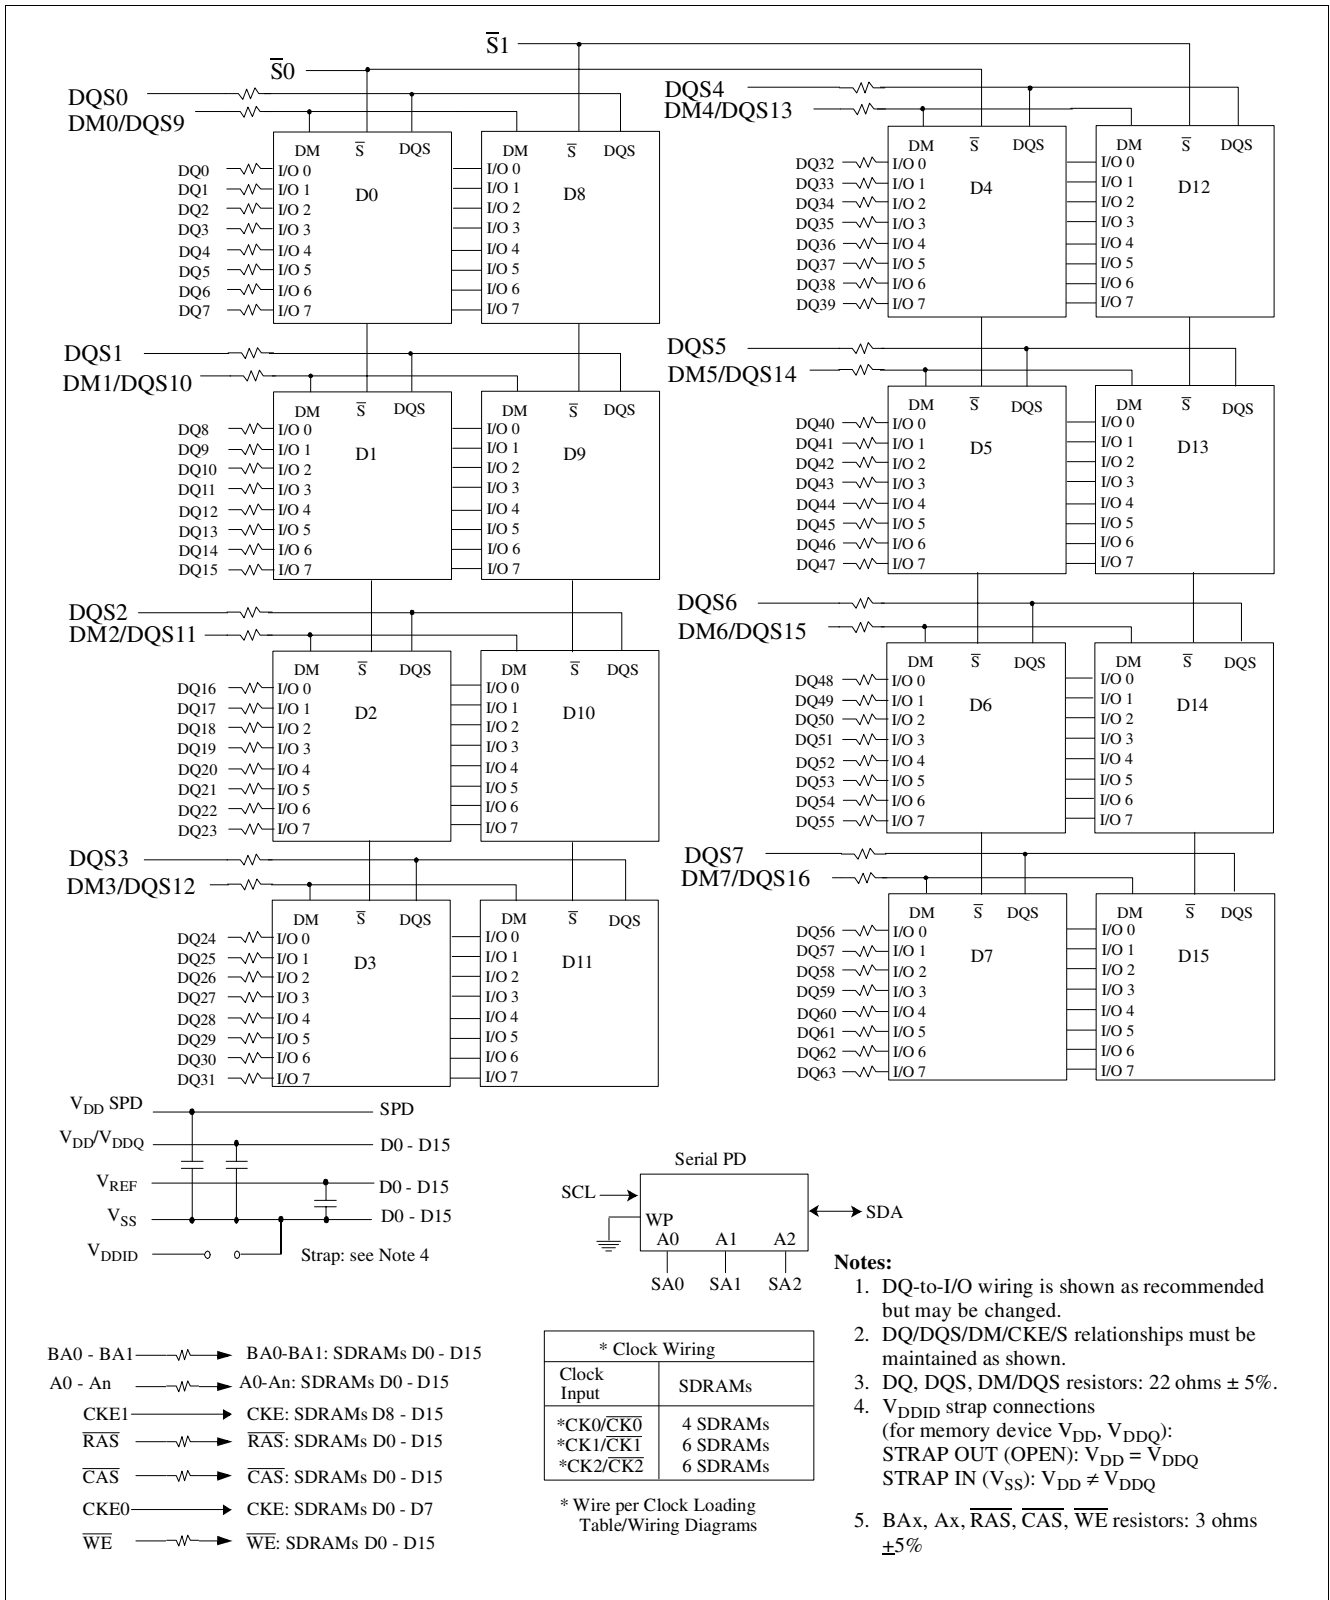 S̅1
S̅0
DQS0
DM0/DQS9
DM S̅ DQS DM S̅ DQS
D0 D8
DQ0 I/O 0 I/O 0
DQ1 I/O 1 I/O 1
DQ2 I/O 2 I/O 2
DQ3 I/O 3 I/O 3
DQ4 I/O 4 I/O 4
DQ5 I/O 5 I/O 5
DQ6 I/O 6 I/O 6
DQ7 I/O 7 I/O 7
DQS1
DM1/DQS10
DM S̅ DQS DM S̅ DQS
D1 D9
DQ8 I/O 0 I/O 0
DQ9 I/O 1 I/O 1
DQ10 I/O 2 I/O 2
DQ11 I/O 3 I/O 3
DQ12 I/O 4 I/O 4
DQ13 I/O 5 I/O 5
DQ14 I/O 6 I/O 6
DQ15 I/O 7 I/O 7
DQS2
DM2/DQS11
DM S̅ DQS DM S̅ DQS
D2 D10
DQ16 I/O 0 I/O 0
DQ17 I/O 1 I/O 1
DQ18 I/O 2 I/O 2
DQ19 I/O 3 I/O 3
DQ20 I/O 4 I/O 4
DQ21 I/O 5 I/O 5
DQ22 I/O 6 I/O 6
DQ23 I/O 7 I/O 7
DQS3
DM3/DQS12
DM S̅ DQS DM S̅ DQS
D3 D11
DQ24 I/O 0 I/O 0
DQ25 I/O 1 I/O 1
DQ26 I/O 2 I/O 2
DQ27 I/O 3 I/O 3
DQ28 I/O 4 I/O 4
DQ29 I/O 5 I/O 5
DQ30 I/O 6 I/O 6
DQ31 I/O 7 I/O 7
DQS4
DM4/DQS13
DM S̅ DQS DM S̅ DQS
D4 D12
DQ32 I/O 0 I/O 0
DQ33 I/O 1 I/O 1
DQ34 I/O 2 I/O 2
DQ35 I/O 3 I/O 3
DQ36 I/O 4 I/O 4
DQ37 I/O 5 I/O 5
DQ38 I/O 6 I/O 6
DQ39 I/O 7 I/O 7
DQS5
DM5/DQS14
DM S̅ DQS DM S̅ DQS
D5 D13
DQ40 I/O 0 I/O 0
DQ41 I/O 1 I/O 1
DQ42 I/O 2 I/O 2
DQ43 I/O 3 I/O 3
DQ44 I/O 4 I/O 4
DQ45 I/O 5 I/O 5
DQ46 I/O 6 I/O 6
DQ47 I/O 7 I/O 7
DQS6
DM6/DQS15
DM S̅ DQS DM S̅ DQS
D6 D14
DQ48 I/O 0 I/O 0
DQ49 I/O 1 I/O 1
DQ50 I/O 2 I/O 2
DQ51 I/O 3 I/O 3
DQ52 I/O 4 I/O 4
DQ53 I/O 5 I/O 5
DQ54 I/O 6 I/O 6
DQ55 I/O 7 I/O 7
DQS7
DM7/DQS16
DM S̅ DQS DM S̅ DQS
D7 D15
DQ56 I/O 0 I/O 0
DQ57 I/O 1 I/O 1
DQ58 I/O 2 I/O 2
DQ59 I/O 3 I/O 3
DQ60 I/O 4 I/O 4
DQ61 I/O 5 I/O 5
DQ62 I/O 6 I/O 6
DQ63 I/O 7 I/O 7
VDD SPD SPD
VDD/VDDQ D0 - D15
VREF D0 - D15
VSS D0 - D15
VDDID Strap: see Note 4
Serial PD
SCL
WP
SDA
A0 A1 A2
SA0 SA1 SA2
BA0 - BA1 BA0-BA1: SDRAMs D0 - D15
A0 - An A0-An: SDRAMs D0 - D15
CKE1 CKE: SDRAMs D8 - D15
R̅A̅S̅ R̅A̅S̅: SDRAMs D0 - D15
C̅A̅S̅ C̅A̅S̅: SDRAMs D0 - D15
CKE0 CKE: SDRAMs D0 - D7
W̅E̅ W̅E̅: SDRAMs D0 - D15
* Clock Wiring
Clock
Input SDRAMs
*CK0/C̅K̅0̅ 4 SDRAMs
*CK1/C̅K̅1̅ 6 SDRAMs
*CK2/C̅K̅2̅ 6 SDRAMs
* Wire per Clock Loading
Table/Wiring Diagrams
Notes:
1. DQ-to-I/O wiring is shown as recommended
but may be changed.
2. DQ/DQS/DM/CKE/S relationships must be
maintained as shown.
3. DQ, DQS, DM/DQS resistors: 22 ohms ± 5%.
4. VDDID strap connections
(for memory device VDD, VDDQ):
STRAP OUT (OPEN): VDD = VDDQ
STRAP IN (VSS): VDD ≠ VDDQ
5. BAx, Ax, R̅A̅S̅, C̅A̅S̅, W̅E̅ resistors: 3 ohms
±5%